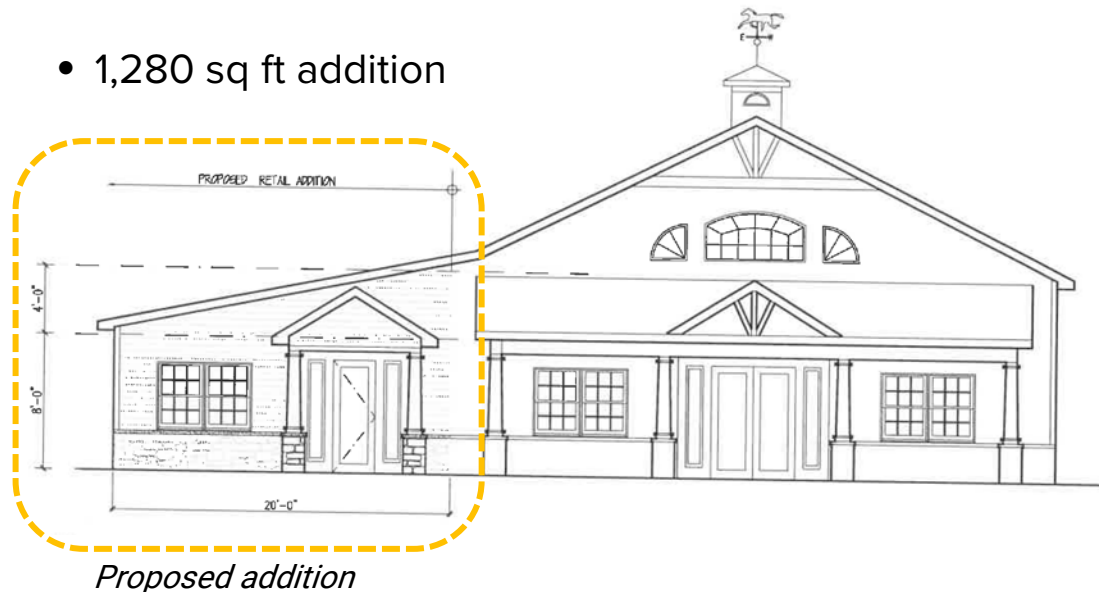 • 1,280 sq ft addition
E
PROPOSED RETAIL ADDITION
4'-0"
8'-0"
20'-0"
Proposed addition